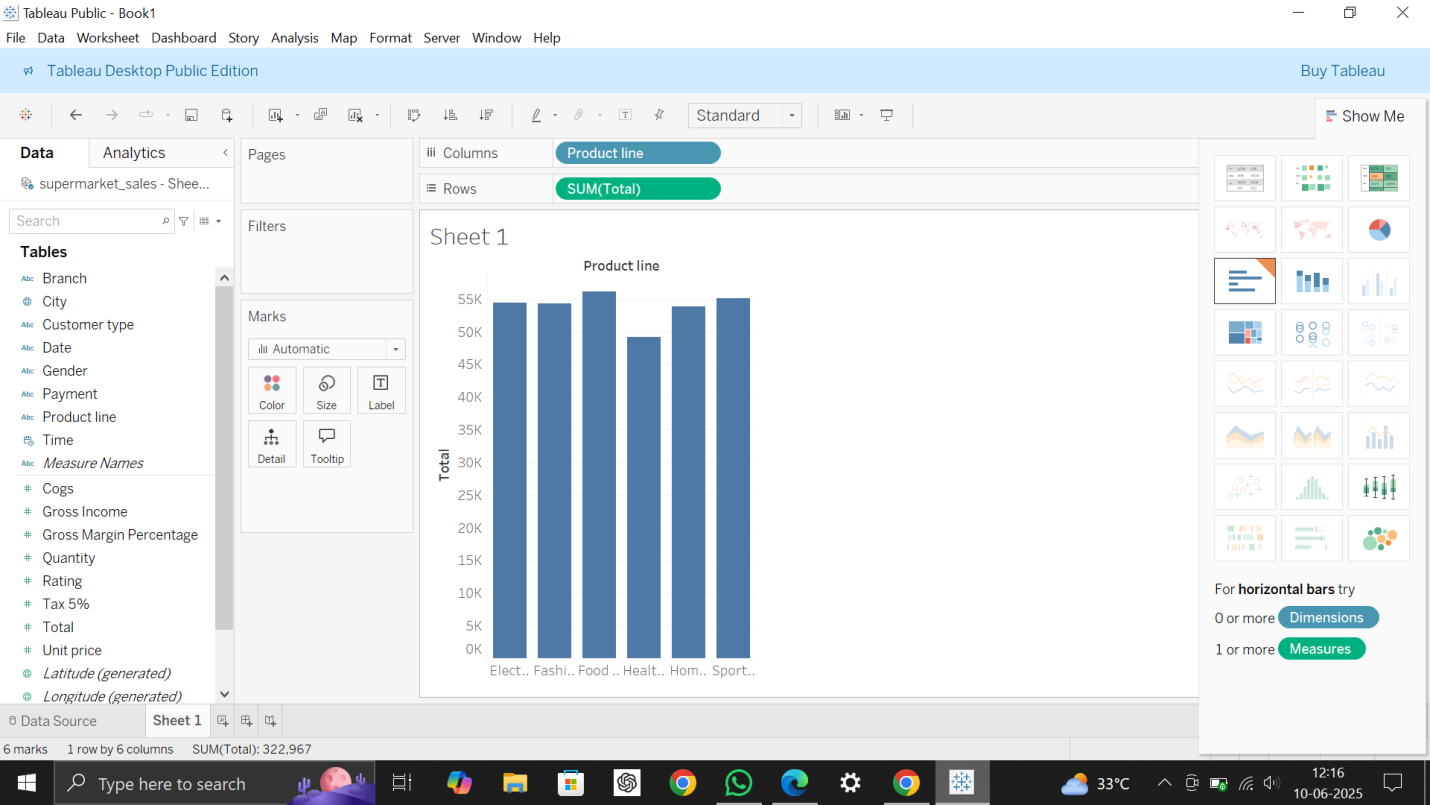 Tableau Public - Book1
File Data Worksheet Dashboard Story Analysis Map Format Server Window Help
Tableau Desktop Public Edition
Buy Tableau
Standard
Show Me
Data
Analytics
supermarket_sales - Shee...
Search
Tables
Abc Branch
City
Abc Customer type
Abc Date
Abc Gender
Abc Payment
Abc Product line
Time
Abc Measure Names
# Cogs
# Gross Income
# Gross Margin Percentage
# Quantity
# Rating
# Tax 5%
# Total
# Unit price
Latitude (generated)
Longitude (generated)
Pages
Filters
Marks
Automatic
Color Size Label
Detail Tooltip
Columns Product line
Rows SUM(Total)
Sheet 1
Product line
Total
55K
50K
45K
40K
35K
30K
25K
20K
15K
10K
5K
0K
Elect.. Fashi.. Food .. Healt.. Hom.. Sport..
For horizontal bars try
0 or more Dimensions
1 or more Measures
Data Source
Sheet 1
6 marks 1 row by 6 columns SUM(Total): 322,967
Type here to search
33°C
12:16
10-06-2025